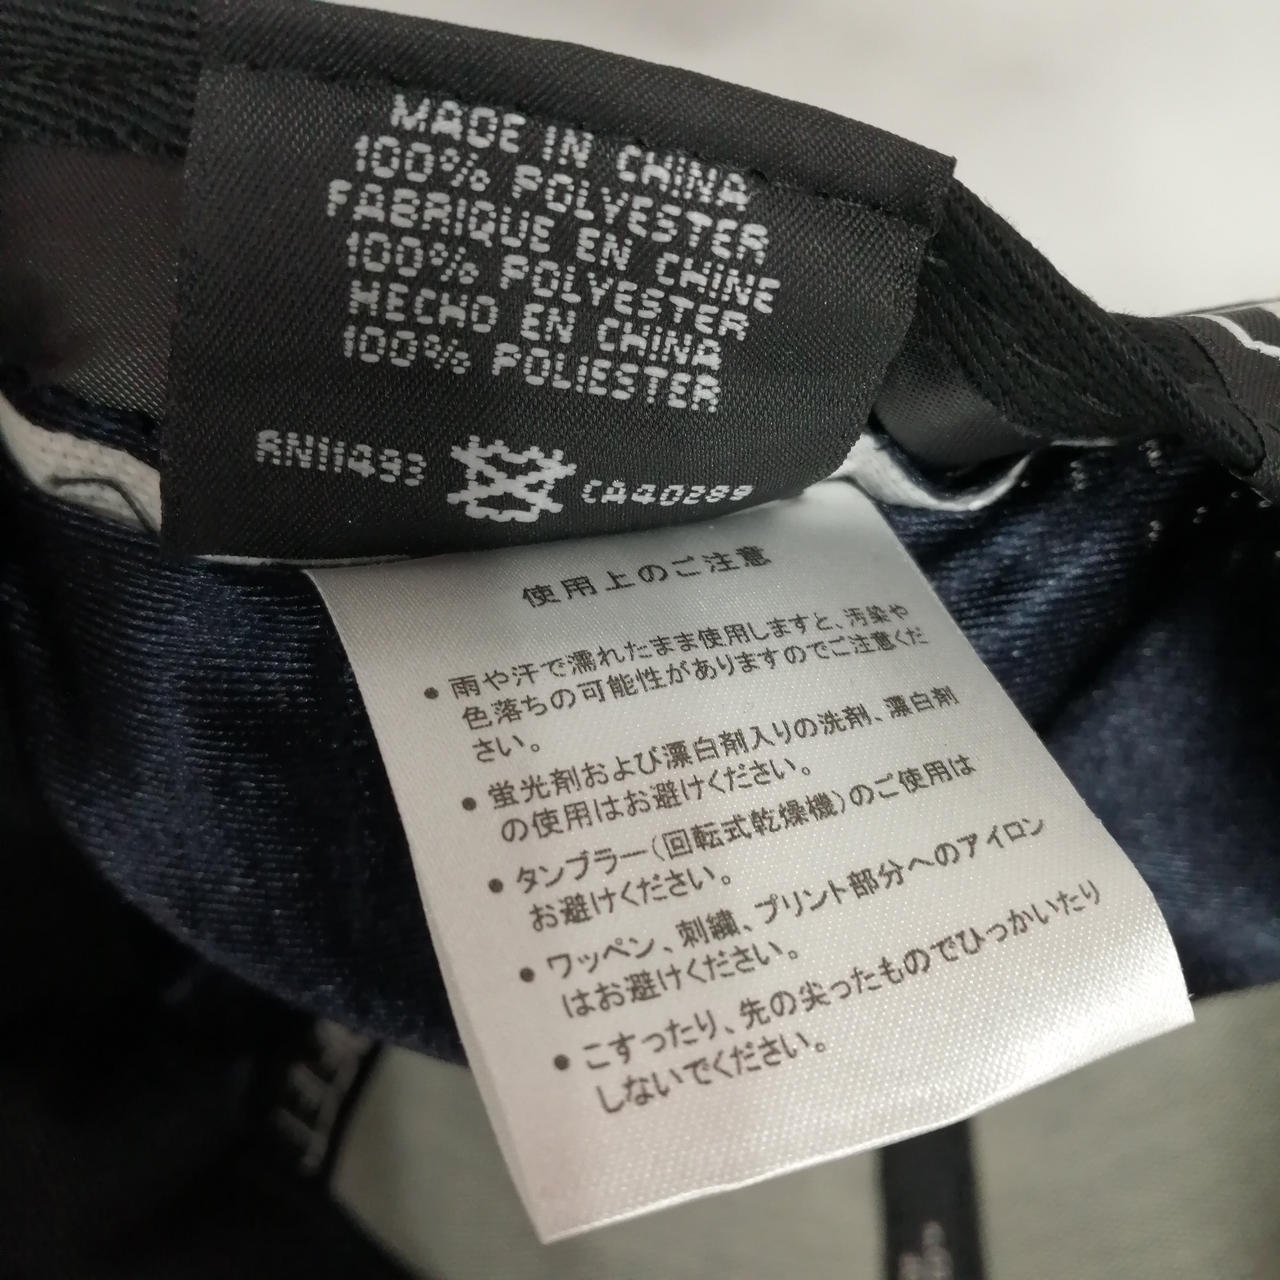 MADE IN CHINA
100% POLYESTER
FABRIQUE EN CHINE
100% POLYESTER
HECHO EN CHINA
100% POLIESTER
RN11493 CA40289
使用上のご注意
● 雨や汗で濡れたまま使用しますと、汚染や
色落ちの可能性がありますのでご注意くだ
さい。
● 蛍光剤および漂白剤入りの洗剤、漂白剤
の使用はお避けください。
● タンブラー(回転式乾燥機)のご使用は
お避けください。
● ワッペン、刺繍、プリント部分へのアイロン
はお避けください。
● こすったり、先の尖ったものでひっかいたり
しないでください。